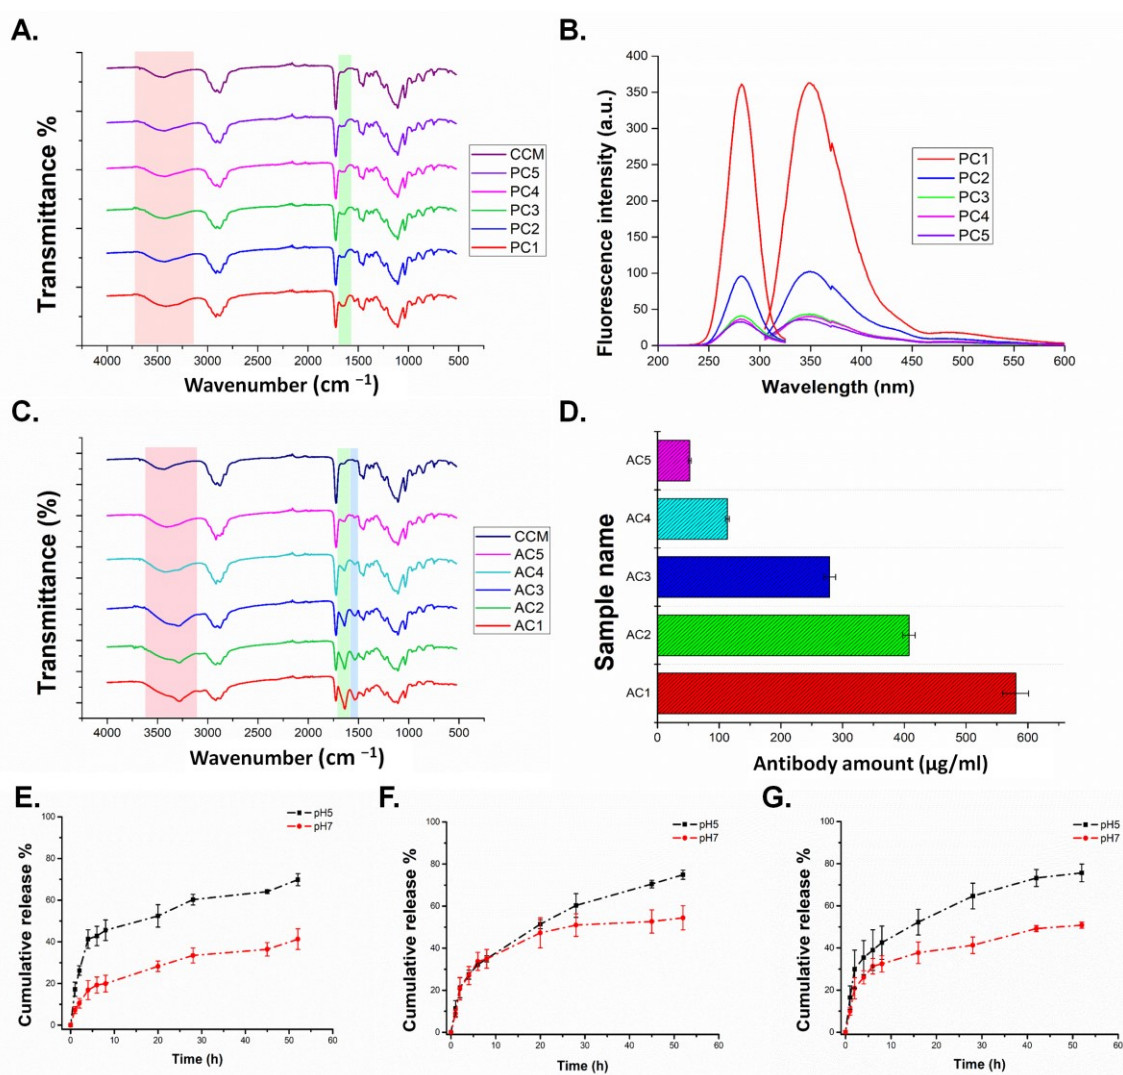 A.
Transmittance %
CCM
PC5
PC4
PC3
PC2
PC1
4000 3500 3000 2500 2000 1500 1000 500
Wavenumber (cm −1)
B.
Fluorescence intensity (a.u.)
400
350
300
250
200
150
100
50
0
PC1
PC2
PC3
PC4
PC5
200 250 300 350 400 450 500 550 600
Wavelength (nm)
C.
Transmittance (%)
CCM
AC5
AC4
AC3
AC2
AC1
4000 3500 3000 2500 2000 1500 1000 500
Wavenumber (cm −1)
D.
Sample name
AC5
AC4
AC3
AC2
AC1
0 100 200 300 400 500 600
Antibody amount (µg/ml)
E.
Cumulative release %
100
80
60
40
20
0
pH5
pH7
0 10 20 30 40 50 60
Time (h)
F.
Cumulative release %
100
80
60
40
20
0
pH5
pH7
0 10 20 30 40 50 60
Time (h)
G.
Cumulative release %
100
80
60
40
20
0
pH5
pH7
0 10 20 30 40 50 60
Time (h)